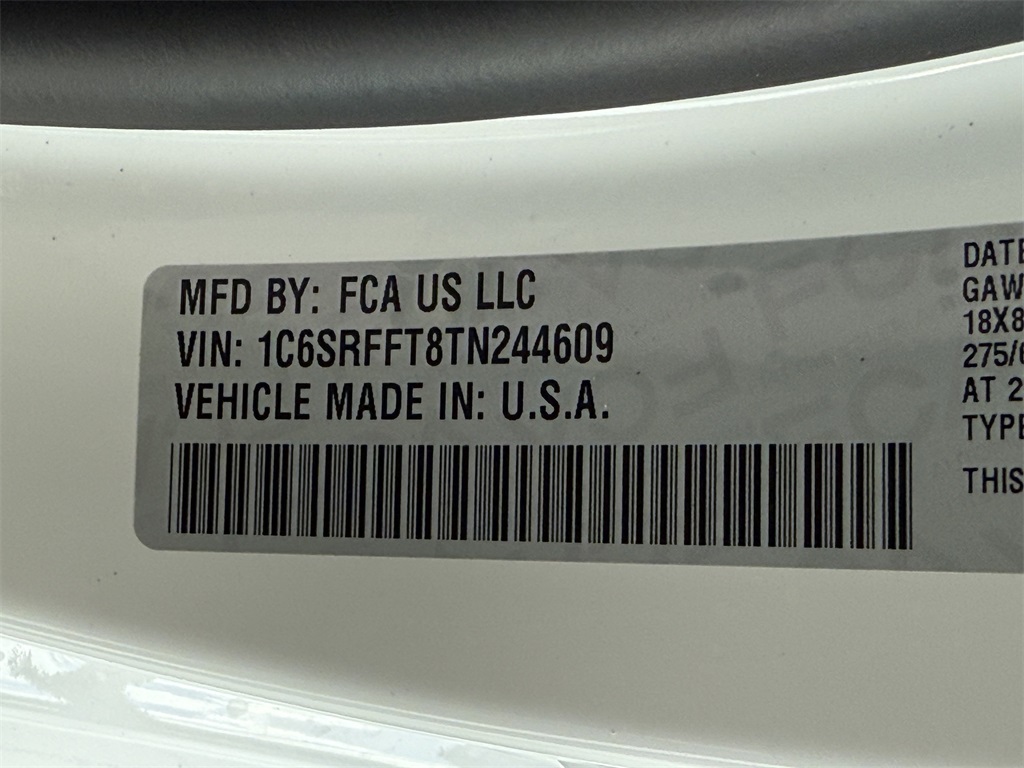 MFD BY: FCA US LLC
VIN: 1C6SRFFT8TN244609
VEHICLE MADE IN: U.S.A.
DATE
GAW
18X8
275/
AT 2
TYPE
THIS